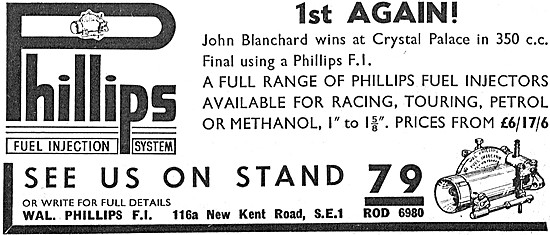 Phillips
FUEL INJECTION SYSTEM
1st AGAIN!
John Blanchard wins at Crystal Palace in 350 c.c.
Final using a Phillips F.I.
A FULL RANGE OF PHILLIPS FUEL INJECTORS
AVAILABLE FOR RACING, TOURING, PETROL
OR METHANOL, 1" to 1⅝". PRICES FROM £6/17/6
SEE US ON STAND 79
OR WRITE FOR FULL DETAILS
WAL. PHILLIPS F.I. 116a New Kent Road, S.E.1 ROD 6980